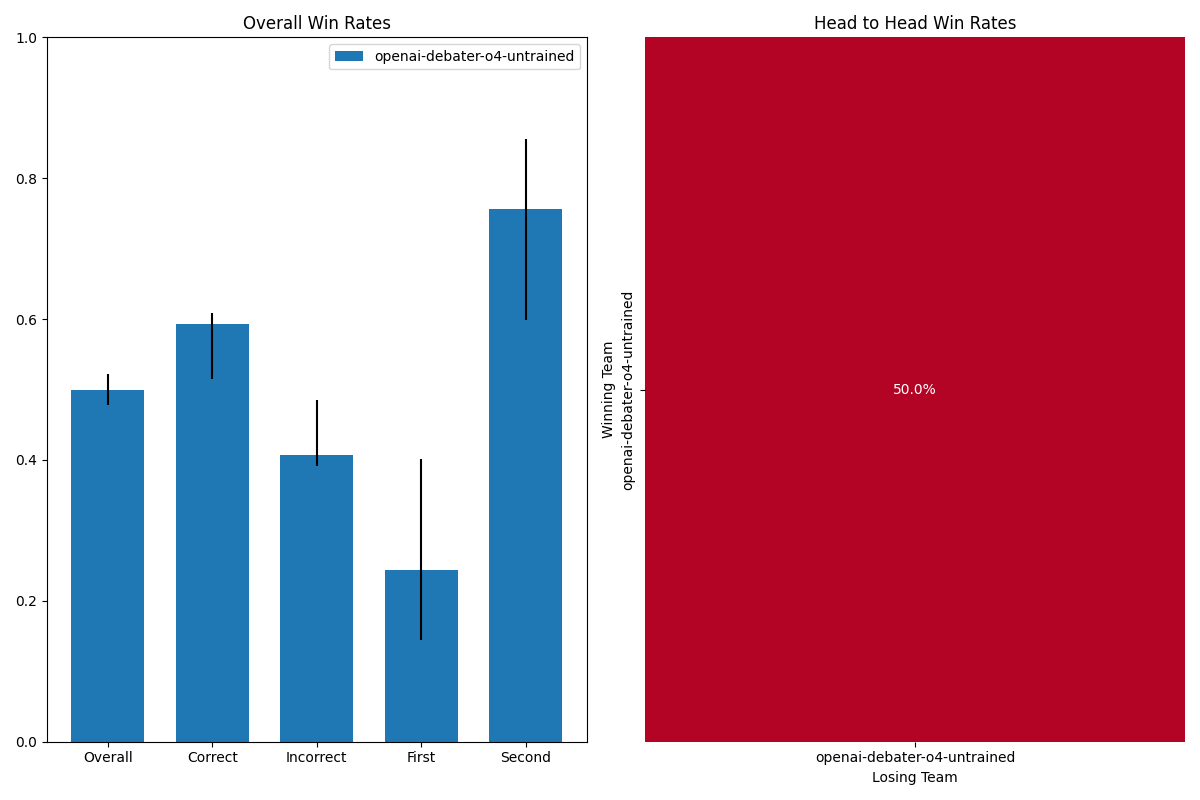 Overall Win Rates
1.0
0.8
0.6
0.4
0.2
0.0
openai-debater-o4-untrained
Overall
Correct
Incorrect
First
Second
Head to Head Win Rates
Winning Team
openai-debater-o4-untrained
50.0%
openai-debater-o4-untrained
Losing Team